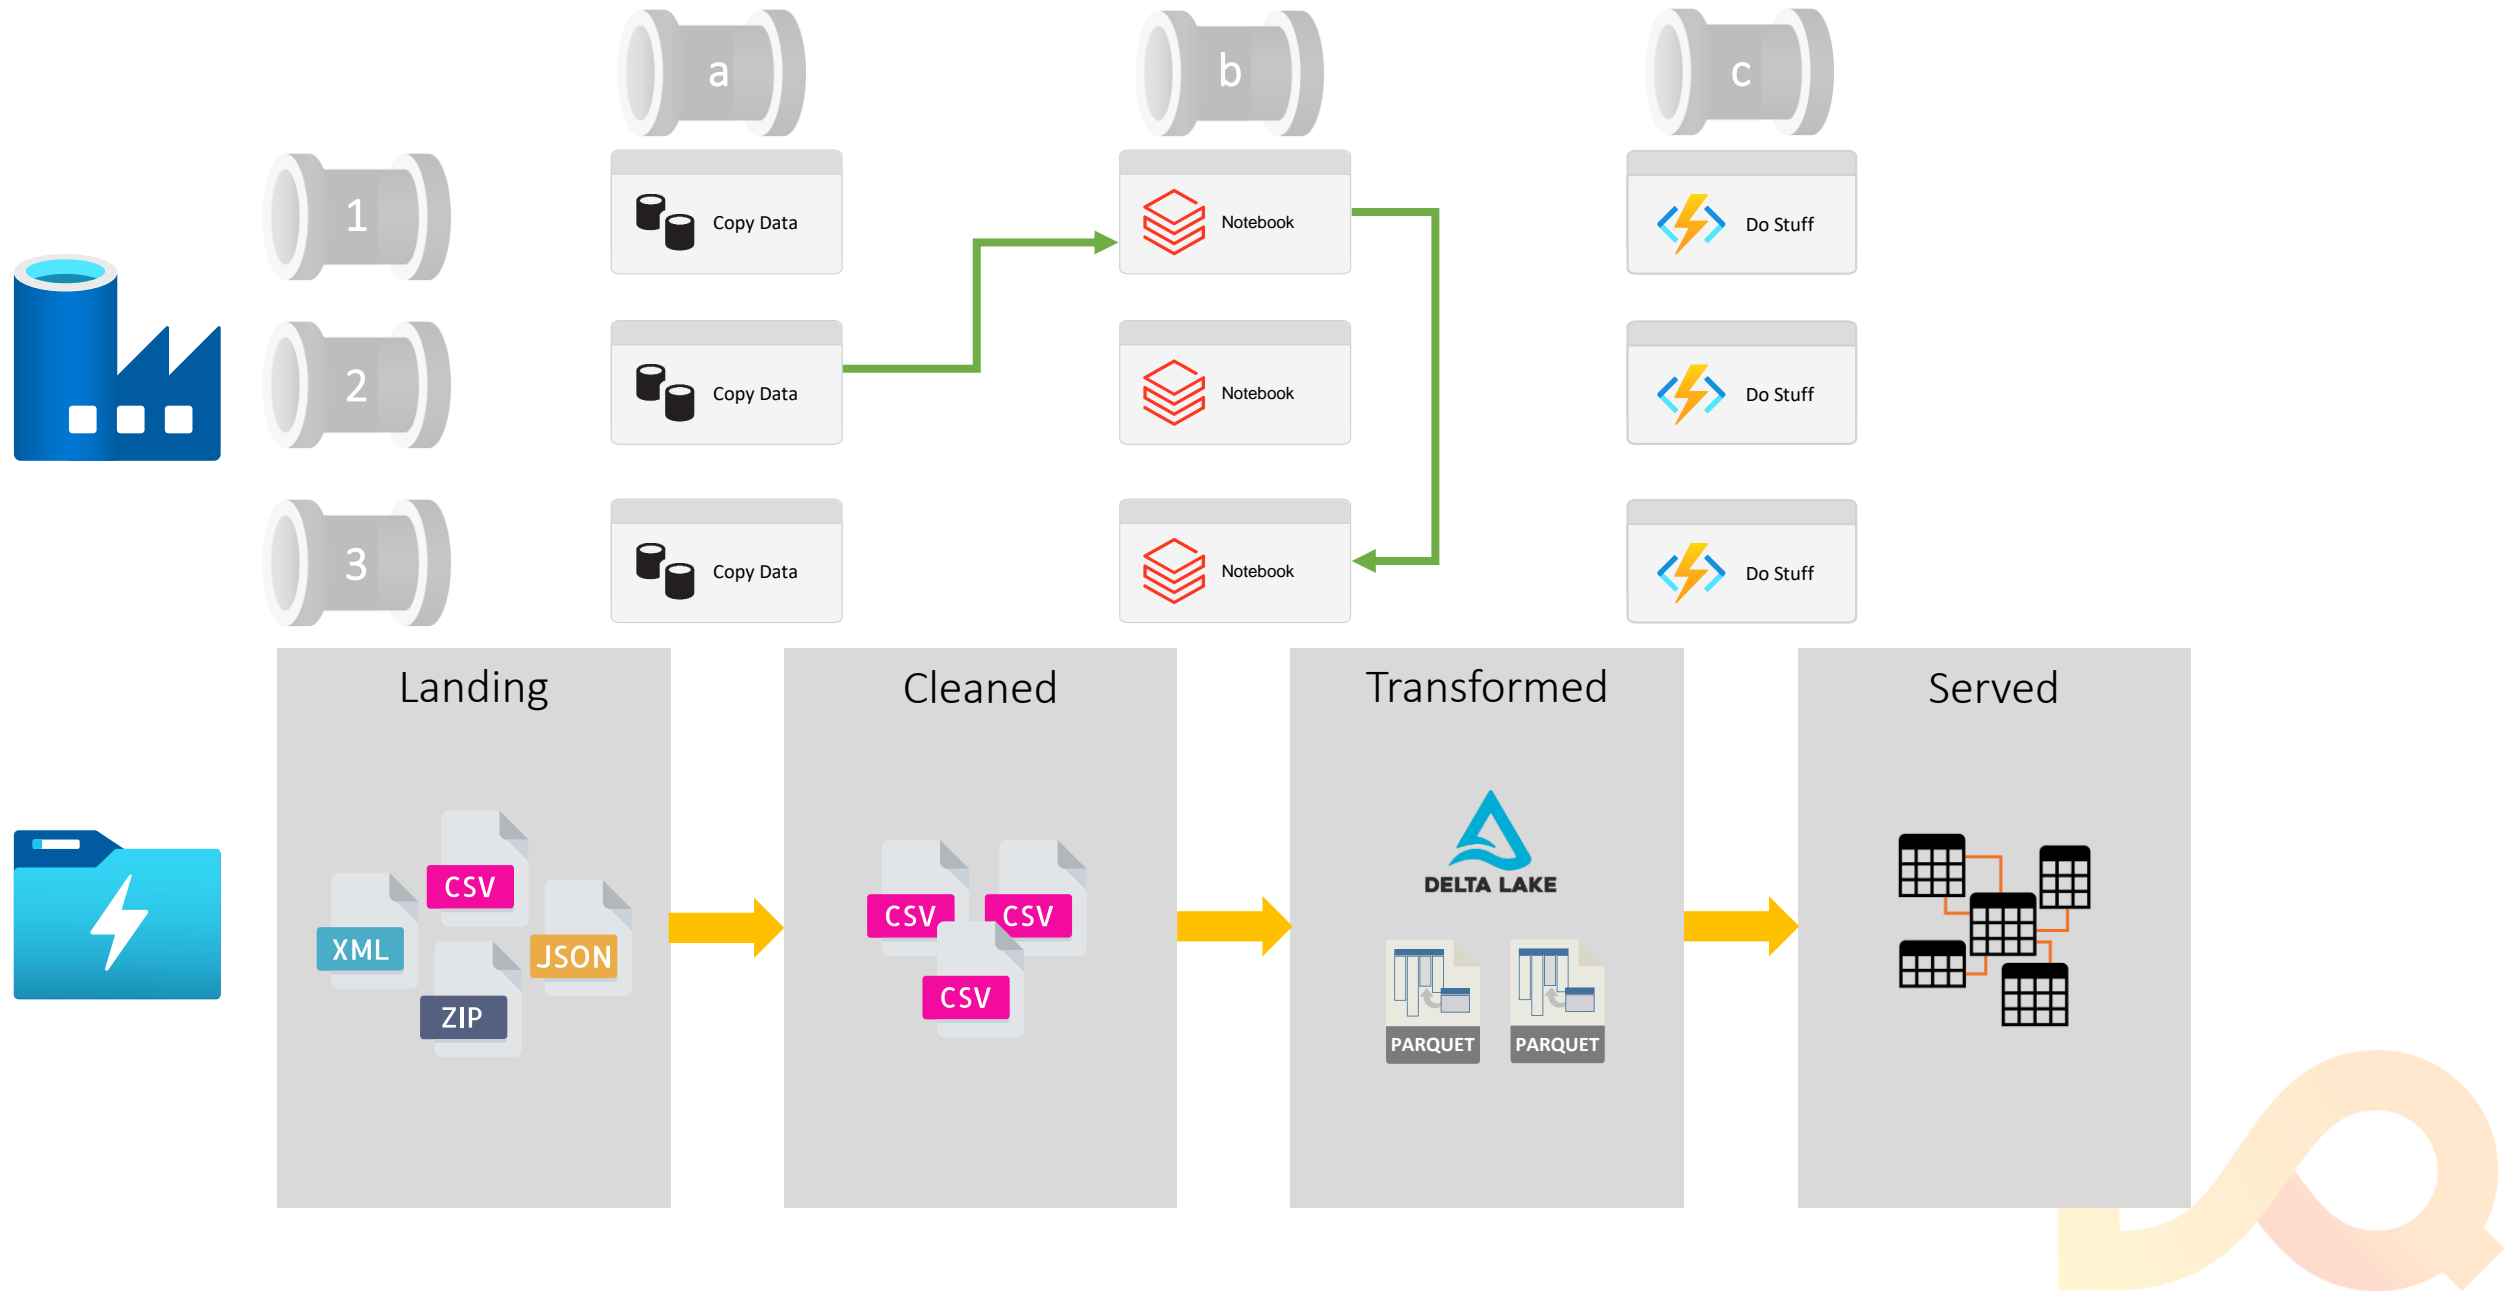 a
b
c
1
Copy Data
Notebook
Do Stuff
2
Copy Data
Notebook
Do Stuff
3
Copy Data
Notebook
Do Stuff
Landing
Cleaned
Transformed
Served
CSV
XML
JSON
ZIP
CSV
CSV
CSV
DELTA LAKE
PARQUET
PARQUET